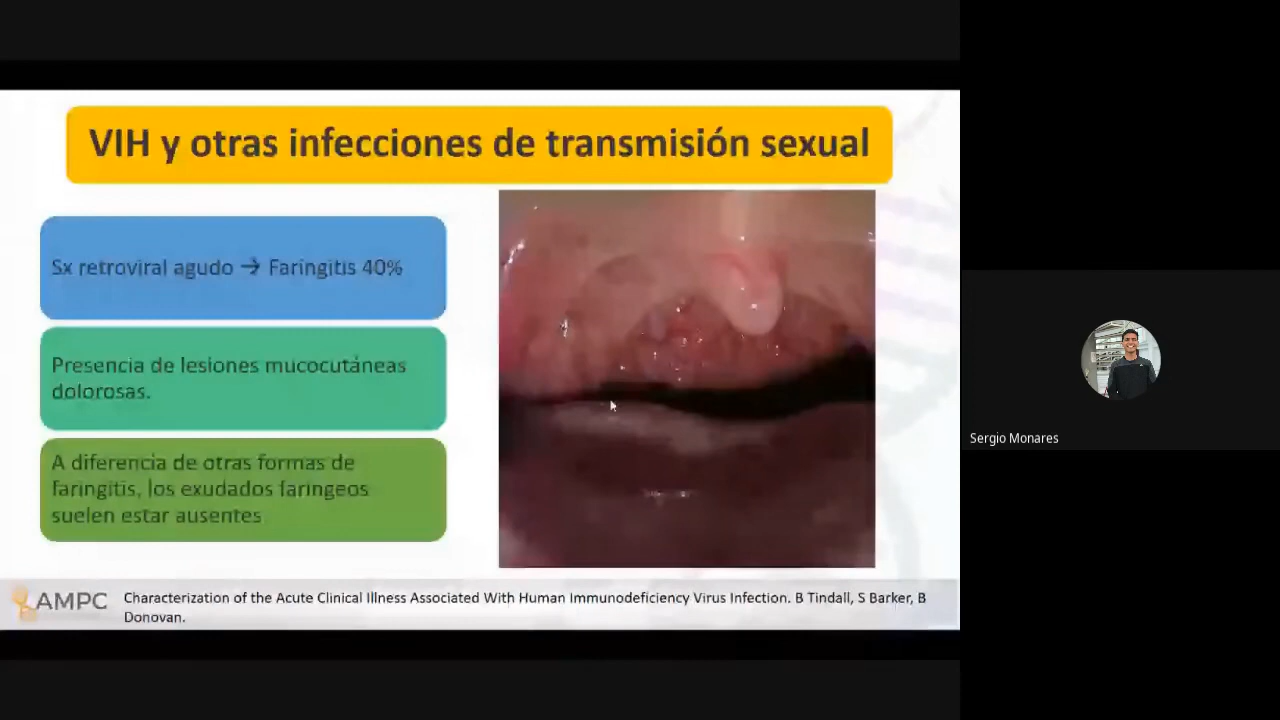 VIH y otras infecciones de transmisión sexual
Sx retroviral agudo → Faringitis 40%
Presencia de lesiones mucocutáneas
dolorosas.
A diferencia de otras formas de
faringitis, los exudados faríngeos
suelen estar ausentes
AMPC
Characterization of the Acute Clinical Illness Associated With Human Immunodeficiency Virus Infection. B Tindall, S Barker, B
Donovan.
Sergio Monares